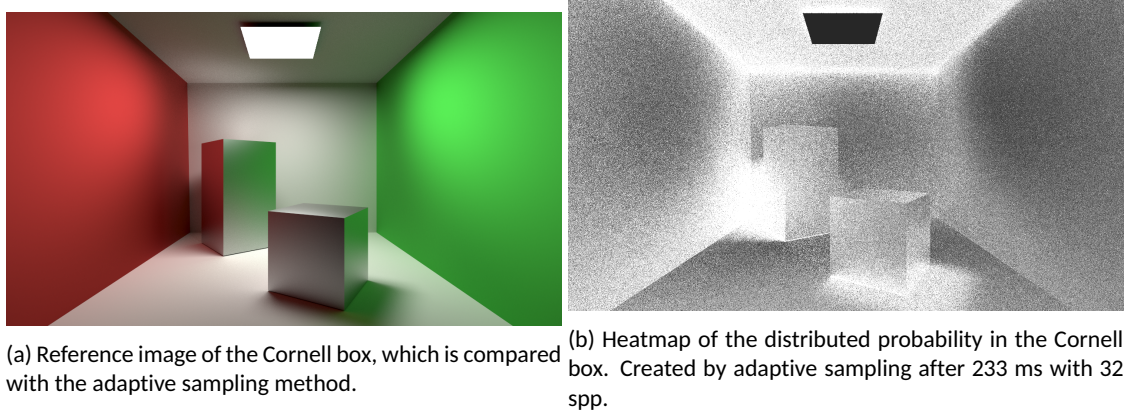 (a) Reference image of the Cornell box, which is compared
with the adaptive sampling method.
(b) Heatmap of the distributed probability in the Cornell
box. Created by adaptive sampling after 233 ms with 32
spp.